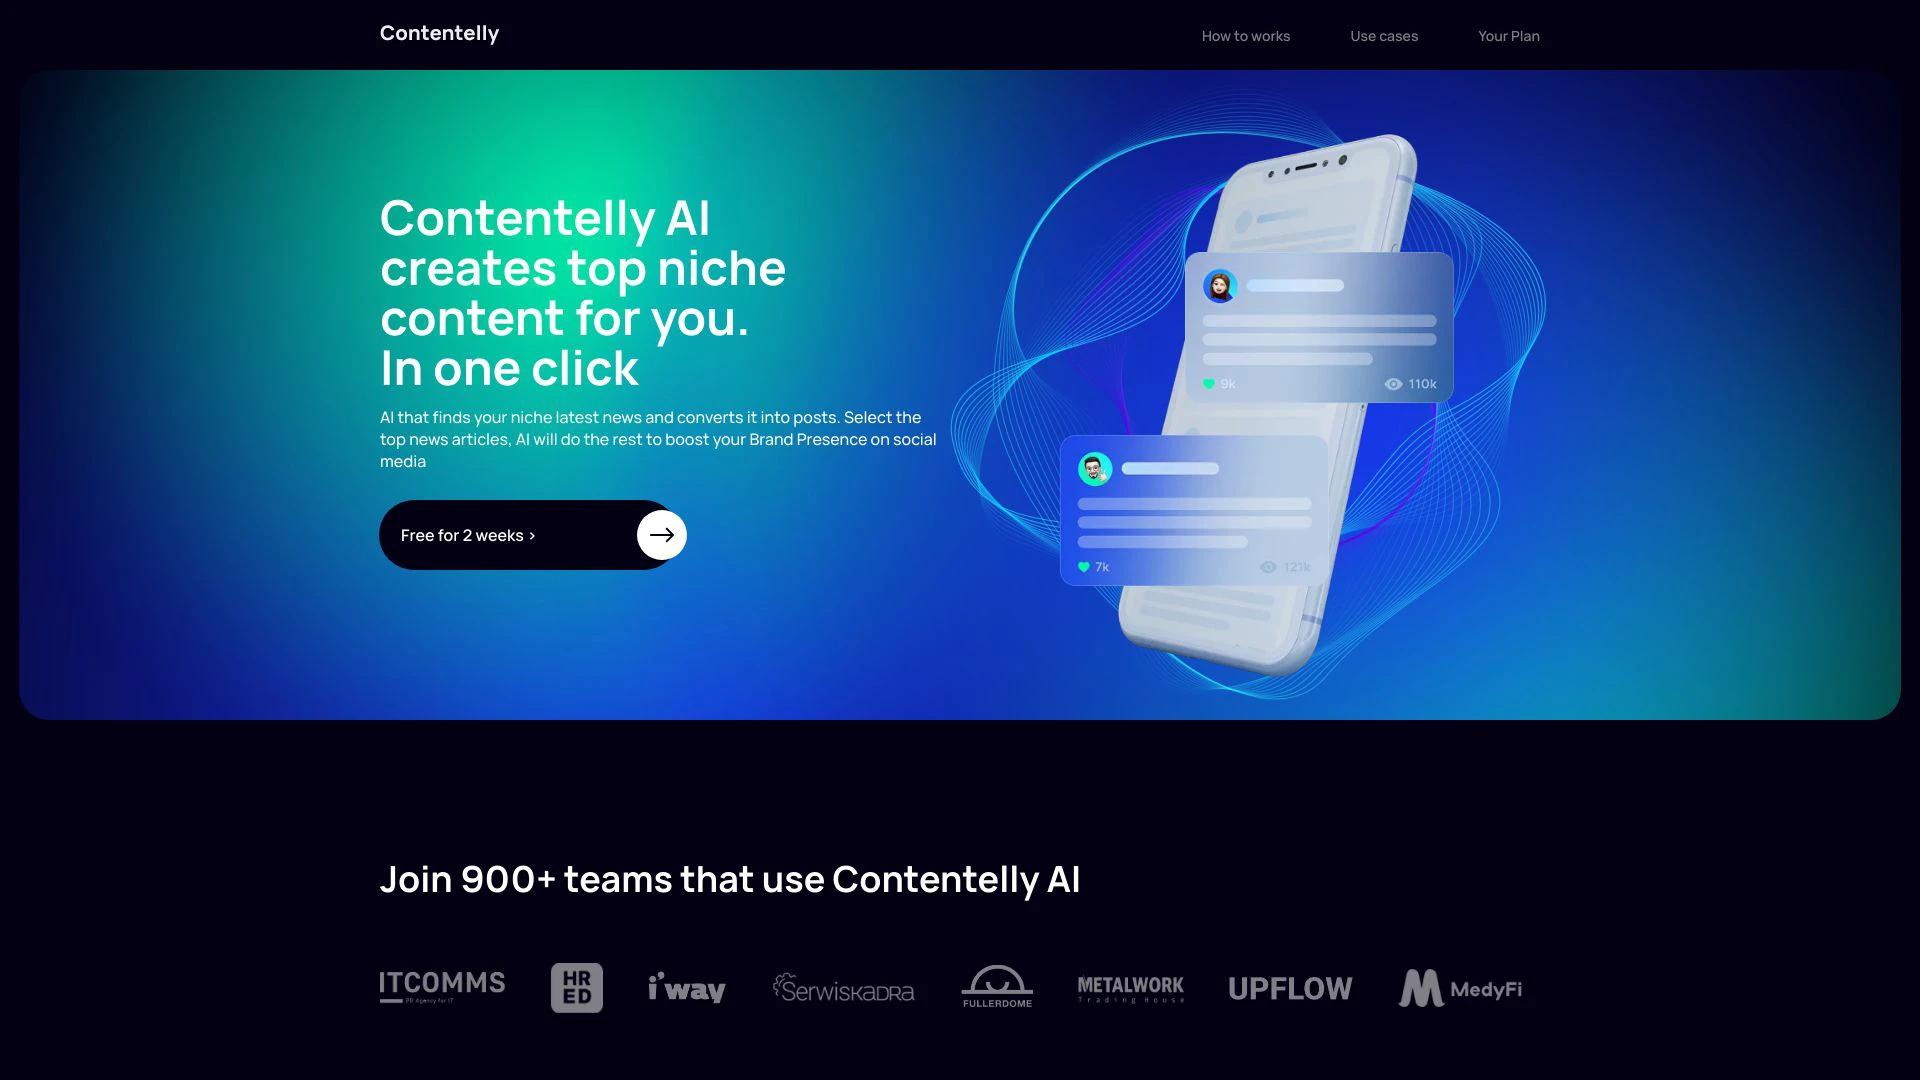 Contentelly
How to works
Use cases
Your Plan
Contentelly AI
creates top niche
content for you.
In one click
AI that finds your niche latest news and converts it into posts. Select the
top news articles, AI will do the rest to boost your Brand Presence on social
media
Free for 2 weeks ›
9k
110k
7k
121k
Join 900+ teams that use Contentelly AI
ITCOMMS
PR Agency for IT
HR
ED
i'way
SERWISKADRA
FULLERDOME
METALWORK
Trading House
UPFLOW
MedyFi